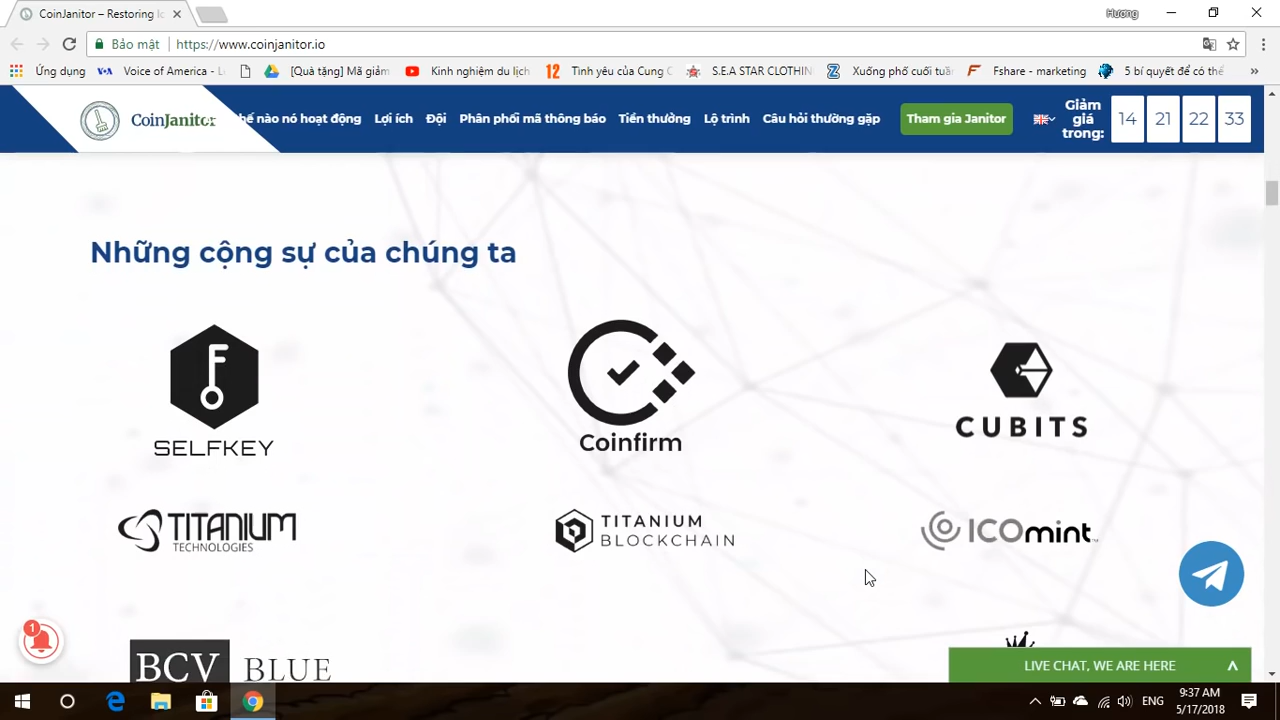 CoinJanitor – Restoring
Hương
Bảo mật
https://www.coinjanitor.io
Ứng dụng
VOA
Voice of America -
[Quà tặng] Mã giảm
Kinh nghiệm du lịch
12
Tình yêu của Cung
S.E.A STAR CLOTHIN
Z
Xuống phố cuối tuần
F
Fshare - marketing
5 bí quyết để có thể
»
CoinJanitor
hế nào nó hoạt động
Lợi ích
Đội
Phân phối mã thông báo
Tiền thưởng
Lộ trình
Câu hỏi thường gặp
Tham gia Janitor
Giảm
giá
trong:
14
21
22
33
Những cộng sự của chúng ta
SELFKEY
Coinfirm
CUBITS
TITANIUM
TECHNOLOGIES
TITANIUM
BLOCKCHAIN
ICOmint™
1
BCV BLUE
LIVE CHAT, WE ARE HERE
ENG
9:37 AM
5/17/2018